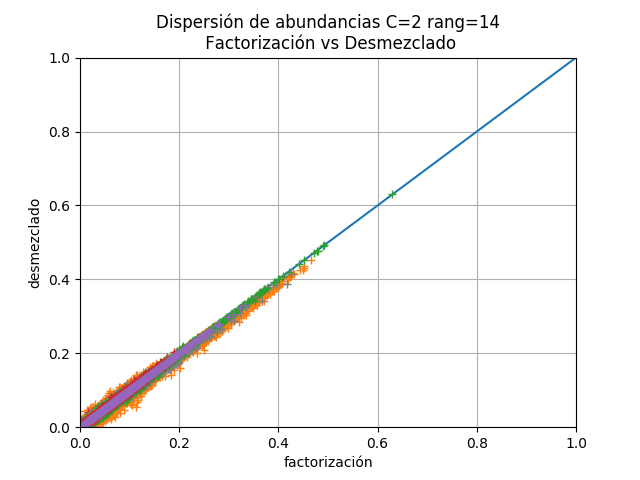 Dispersión de abundancias C=2 rang=14
Factorización vs Desmezclado
1.0
0.8
0.6
0.4
0.2
0.0
desmezclado
0.0 0.2 0.4 0.6 0.8 1.0
factorización